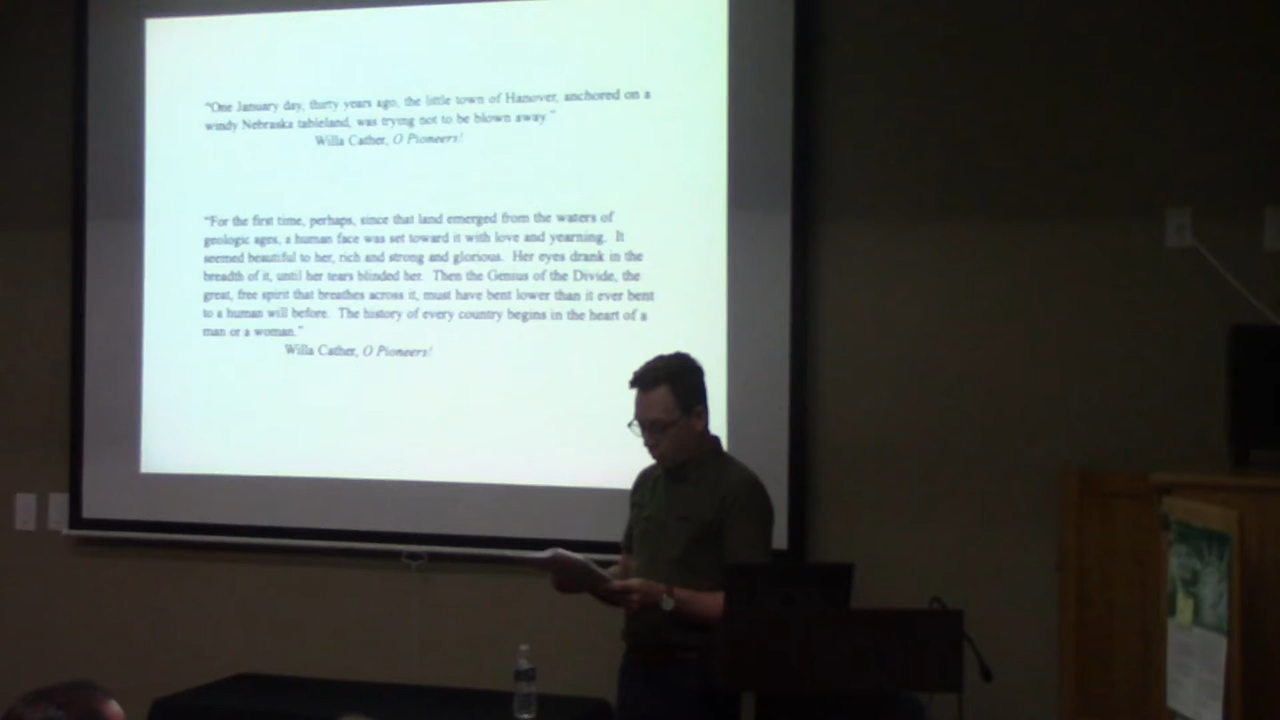 "One January day, thirty years ago, the little town of Hanover, anchored on a
windy Nebraska tableland, was trying not to be blown away."
Willa Cather, O Pioneers!
"For the first time, perhaps, since that land emerged from the waters of
geologic ages, a human face was set toward it with love and yearning. It
seemed beautiful to her, rich and strong and glorious. Her eyes drank in the
breadth of it, until her tears blinded her. Then the Genius of the Divide, the
great, free spirit that breathes across it, must have bent lower than it ever bent
to a human will before. The history of every country begins in the heart of a
man or a woman."
Willa Cather, O Pioneers!